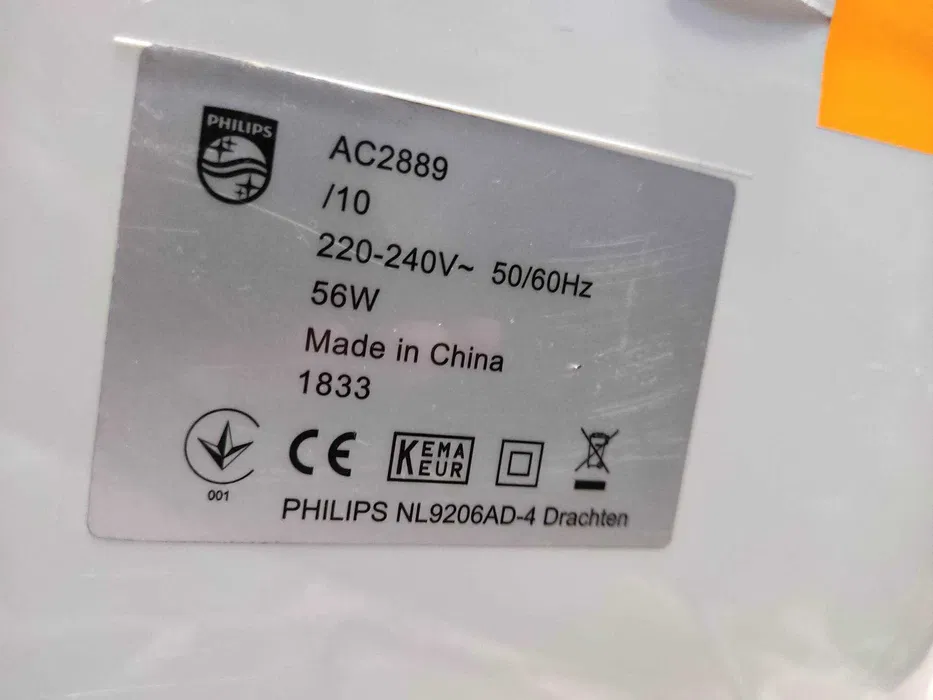 PHILIPS
AC2889
/10
220-240V~ 50/60Hz
56W
Made in China
1833
001
CE
KEMA
EUR
PHILIPS NL9206AD-4 Drachten